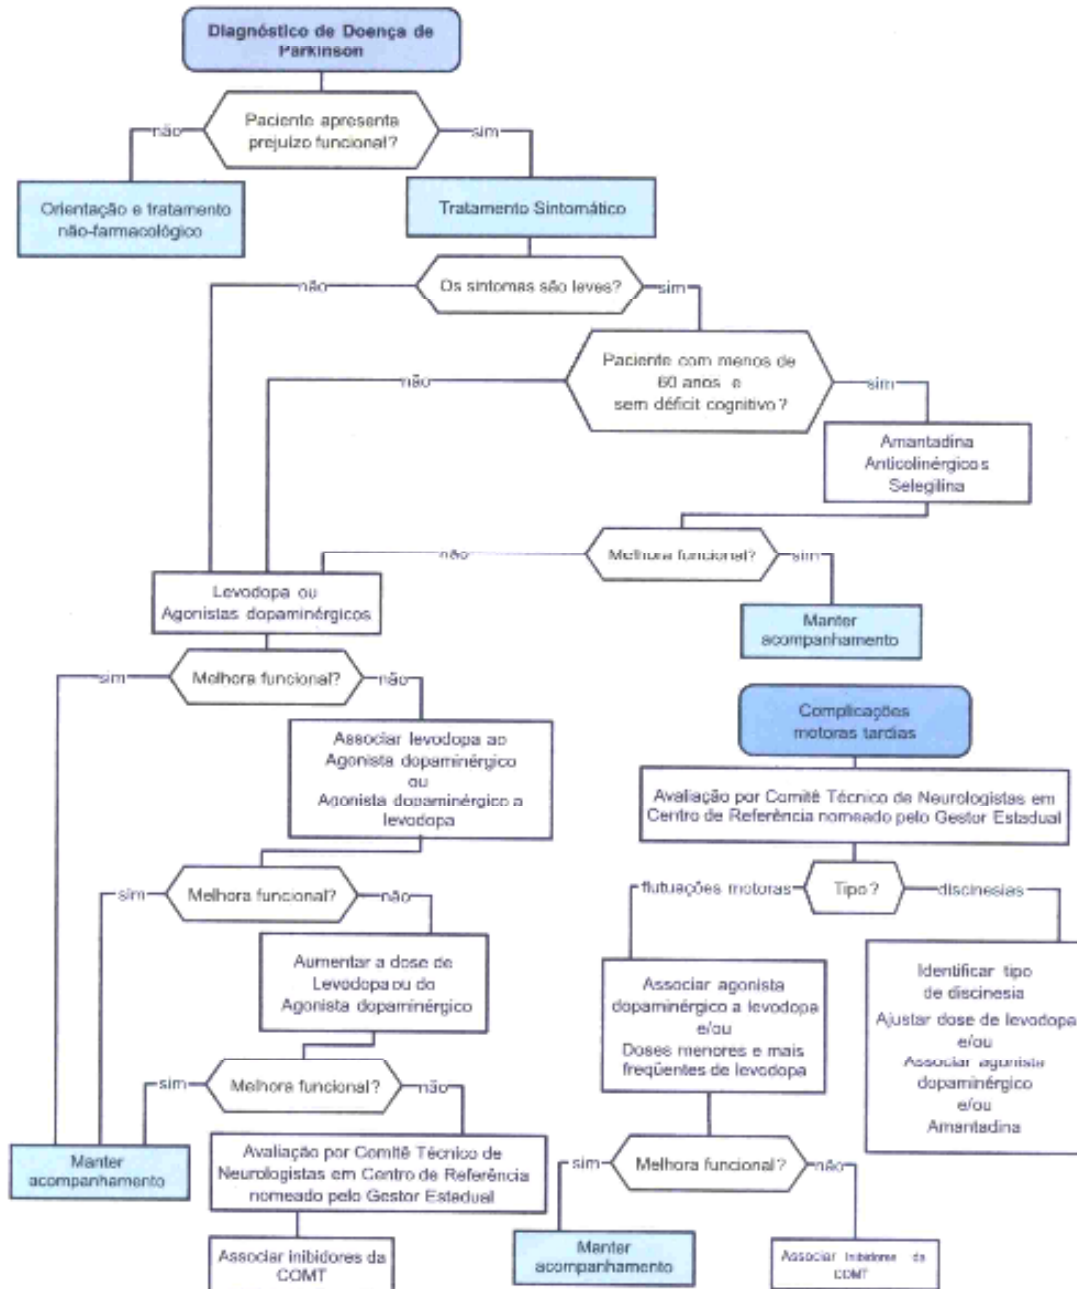 Diagnóstico de Doença de
Parkinson
Paciente apresenta
prejuízo funcional?
não
sim
Orientação e tratamento
não-farmacológico
Tratamento Sintomático
Os sintomas são leves?
não
sim
Paciente com menos de
60 anos e
sem déficit cognitivo?
não
sim
Amantadina
Anticolinérgicos
Selegilina
Melhora funcional?
não
sim
Levodopa ou
Agonistas dopaminérgicos
Manter
acompanhamento
Melhora funcional?
sim
não
Associar levodopa ao
Agonista dopaminérgico
ou
Agonista dopaminérgico a
levodopa
Melhora funcional?
sim
não
Aumentar a dose de
Levodopa ou do
Agonista dopaminérgico
Melhora funcional?
sim
não
Manter
acompanhamento
Avaliação por Comitê Técnico de
Neurologistas em Centro de Referência
nomeado pelo Gestor Estadual
Associar inibidores da
COMT
Complicações
motoras tardias
Avaliação por Comitê Técnico de Neurologistas em
Centro de Referência nomeado pelo Gestor Estadual
flutuações motoras
Tipo?
discinesias
Associar agonista
dopaminérgico a levodopa
e/ou
Doses menores e mais
freqüentes de levodopa
Identificar tipo
de discinesia
Ajustar dose de levodopa
e/ou
Associar agonista
dopaminérgico
e/ou
Amantadina
Melhora funcional?
sim
não
Manter
acompanhamento
Associar Inibidores da
COMT